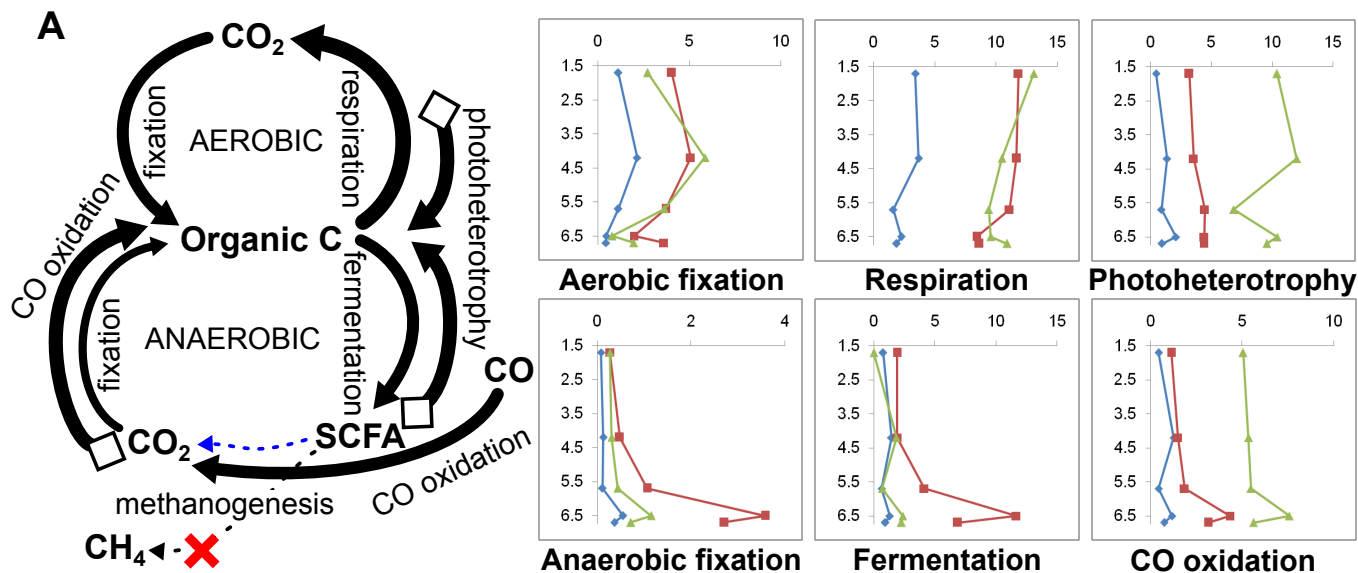 A
CO2
fixation
AEROBIC
respiration
photoheterotrophy
CO oxidation
Organic C
fixation
ANAEROBIC
fermentation
photoheterotrophy
CO
CO2
SCFA
CO oxidation
methanogenesis
CH4
0 5 10
1.5
2.5
3.5
4.5
5.5
6.5
Aerobic fixation
0 5 10 15
1.5
2.5
3.5
4.5
5.5
6.5
Respiration
0 5 10 15
1.5
2.5
3.5
4.5
5.5
6.5
Photoheterotrophy
0 2 4
1.5
2.5
3.5
4.5
5.5
6.5
Anaerobic fixation
0 5 10 15
1.5
2.5
3.5
4.5
5.5
6.5
Fermentation
0 5 10
1.5
2.5
3.5
4.5
5.5
6.5
CO oxidation